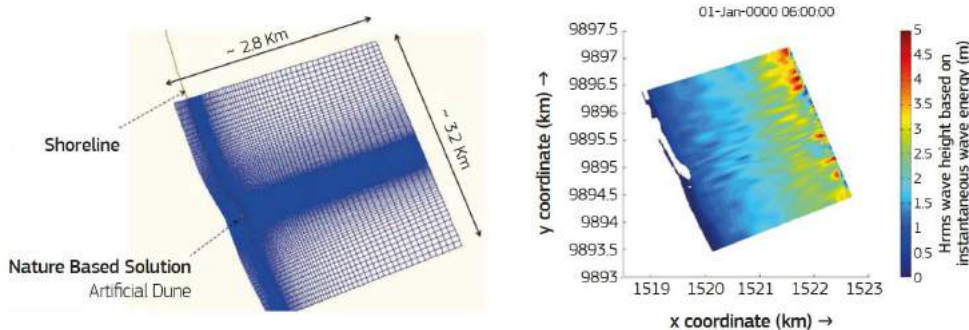 ~ 2.8 Km
~ 3.2 Km
Shoreline
Nature Based Solution
Artificial Dune
01-Jan-0000 06:00:00
9897.5
9897
9896.5
9896
9895.5
9895
9894.5
9894
9893.5
9893
y coordinate (km) →
1519
1520
1521
1522
1523
x coordinate (km) →
5
4.5
4
3.5
3
2.5
2
1.5
1
0.5
0
Hrms wave height based on
instantaneous wave energy (m)